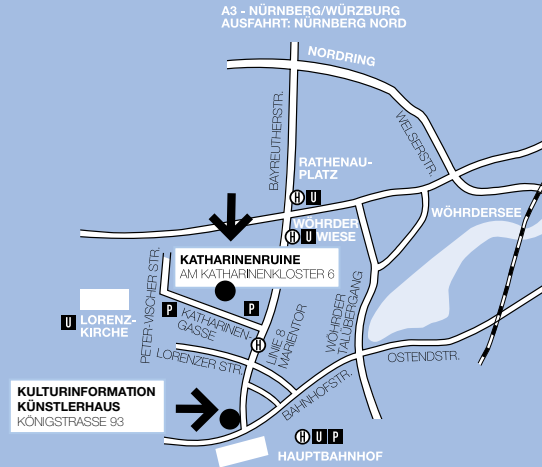 A3 - NÜRNBERG/WÜRZBURG
AUSFAHRT: NÜRNBERG NORD
NORDRING
BAYREUTHERSTR.
WELSERSTR.
RATHENAU-
PLATZ
H U
WÖHRDER
H U WIESE
WÖHRDERSEE
KATHARINENRUINE
AM KATHARINENKLOSTER 6
PETER-VISCHER STR.
P
P
KATHARINEN-
GASSE
U LORENZ-
KIRCHE
H
LINIE 8
MARIENTOR
WÖHRDER
TALÜBERGANG
LORENZER STR.
OSTENDSTR.
BAHNHOFSTR.
KULTURINFORMATION
KÜNSTLERHAUS
KÖNIGSTRASSE 93
H U P
HAUPTBAHNHOF